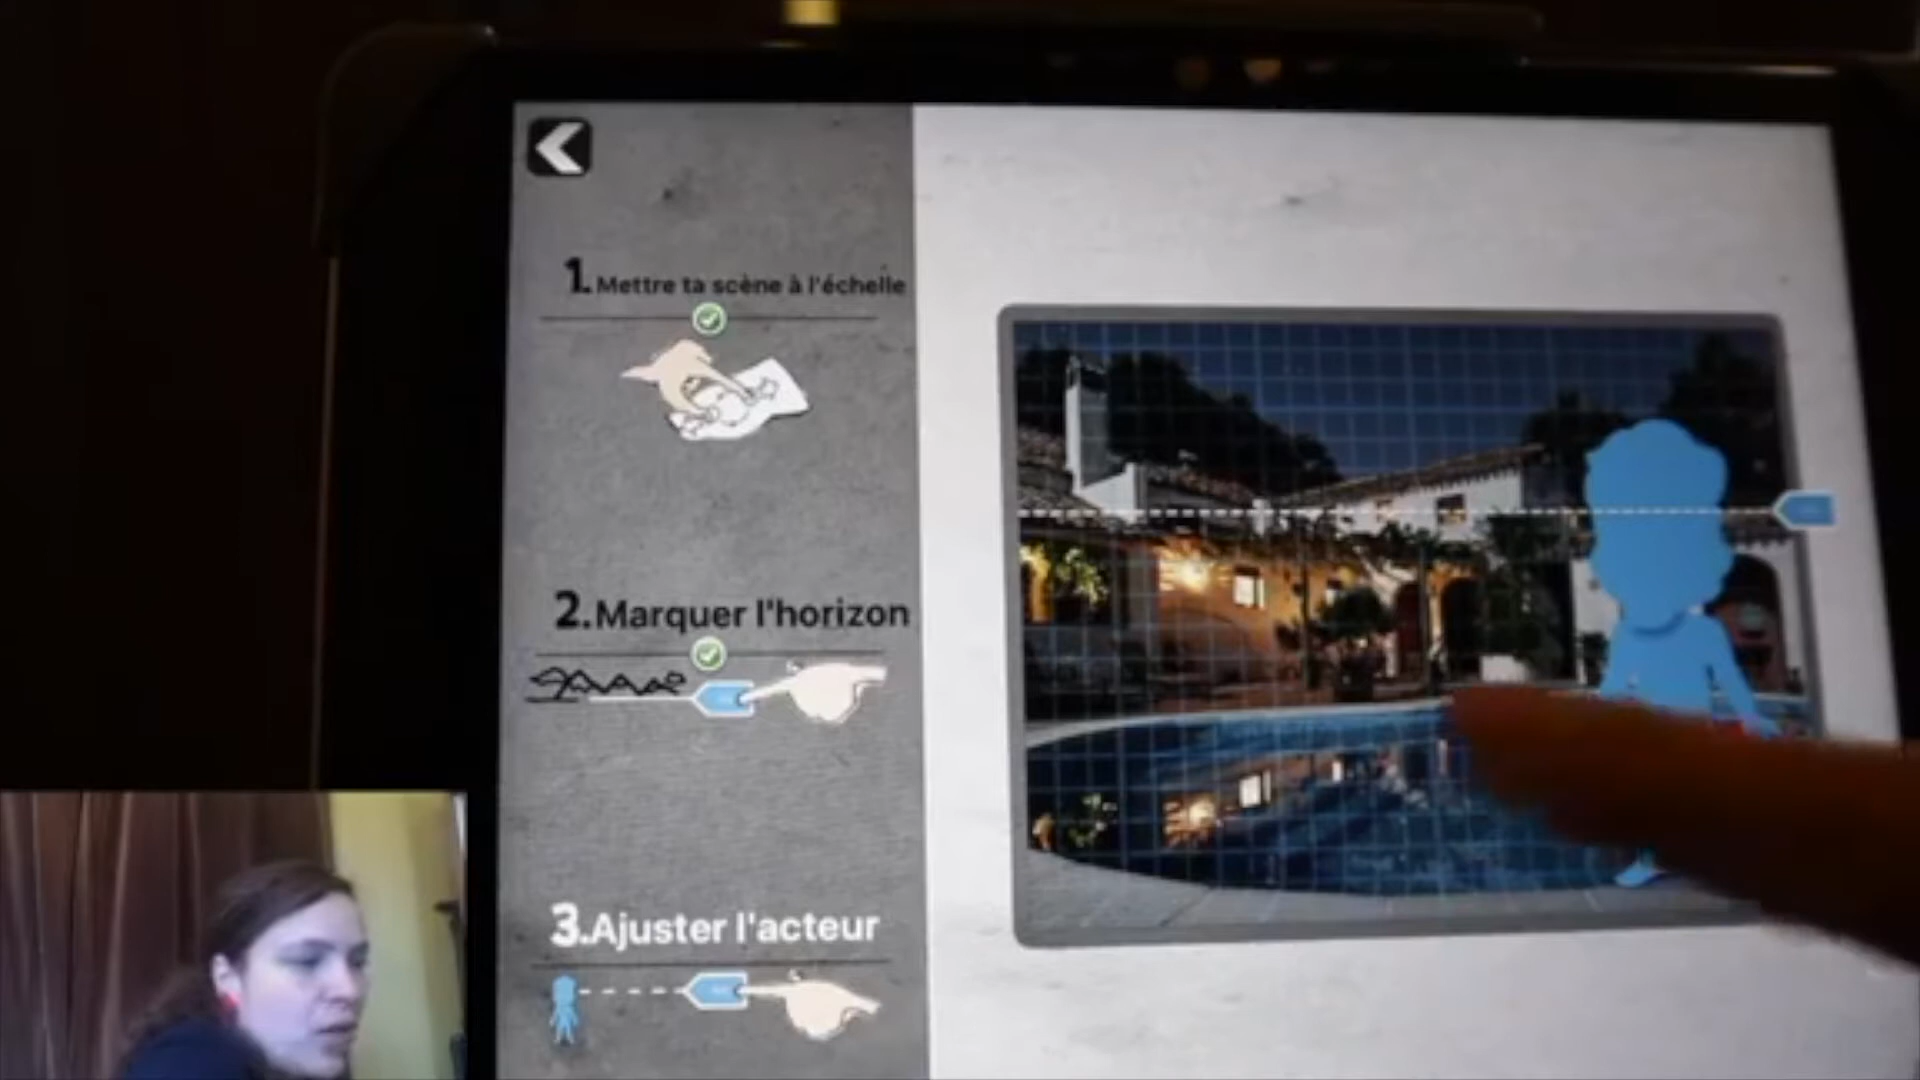 1. Mettre ta scène à l'échelle
2. Marquer l'horizon
3. Ajuster l'acteur